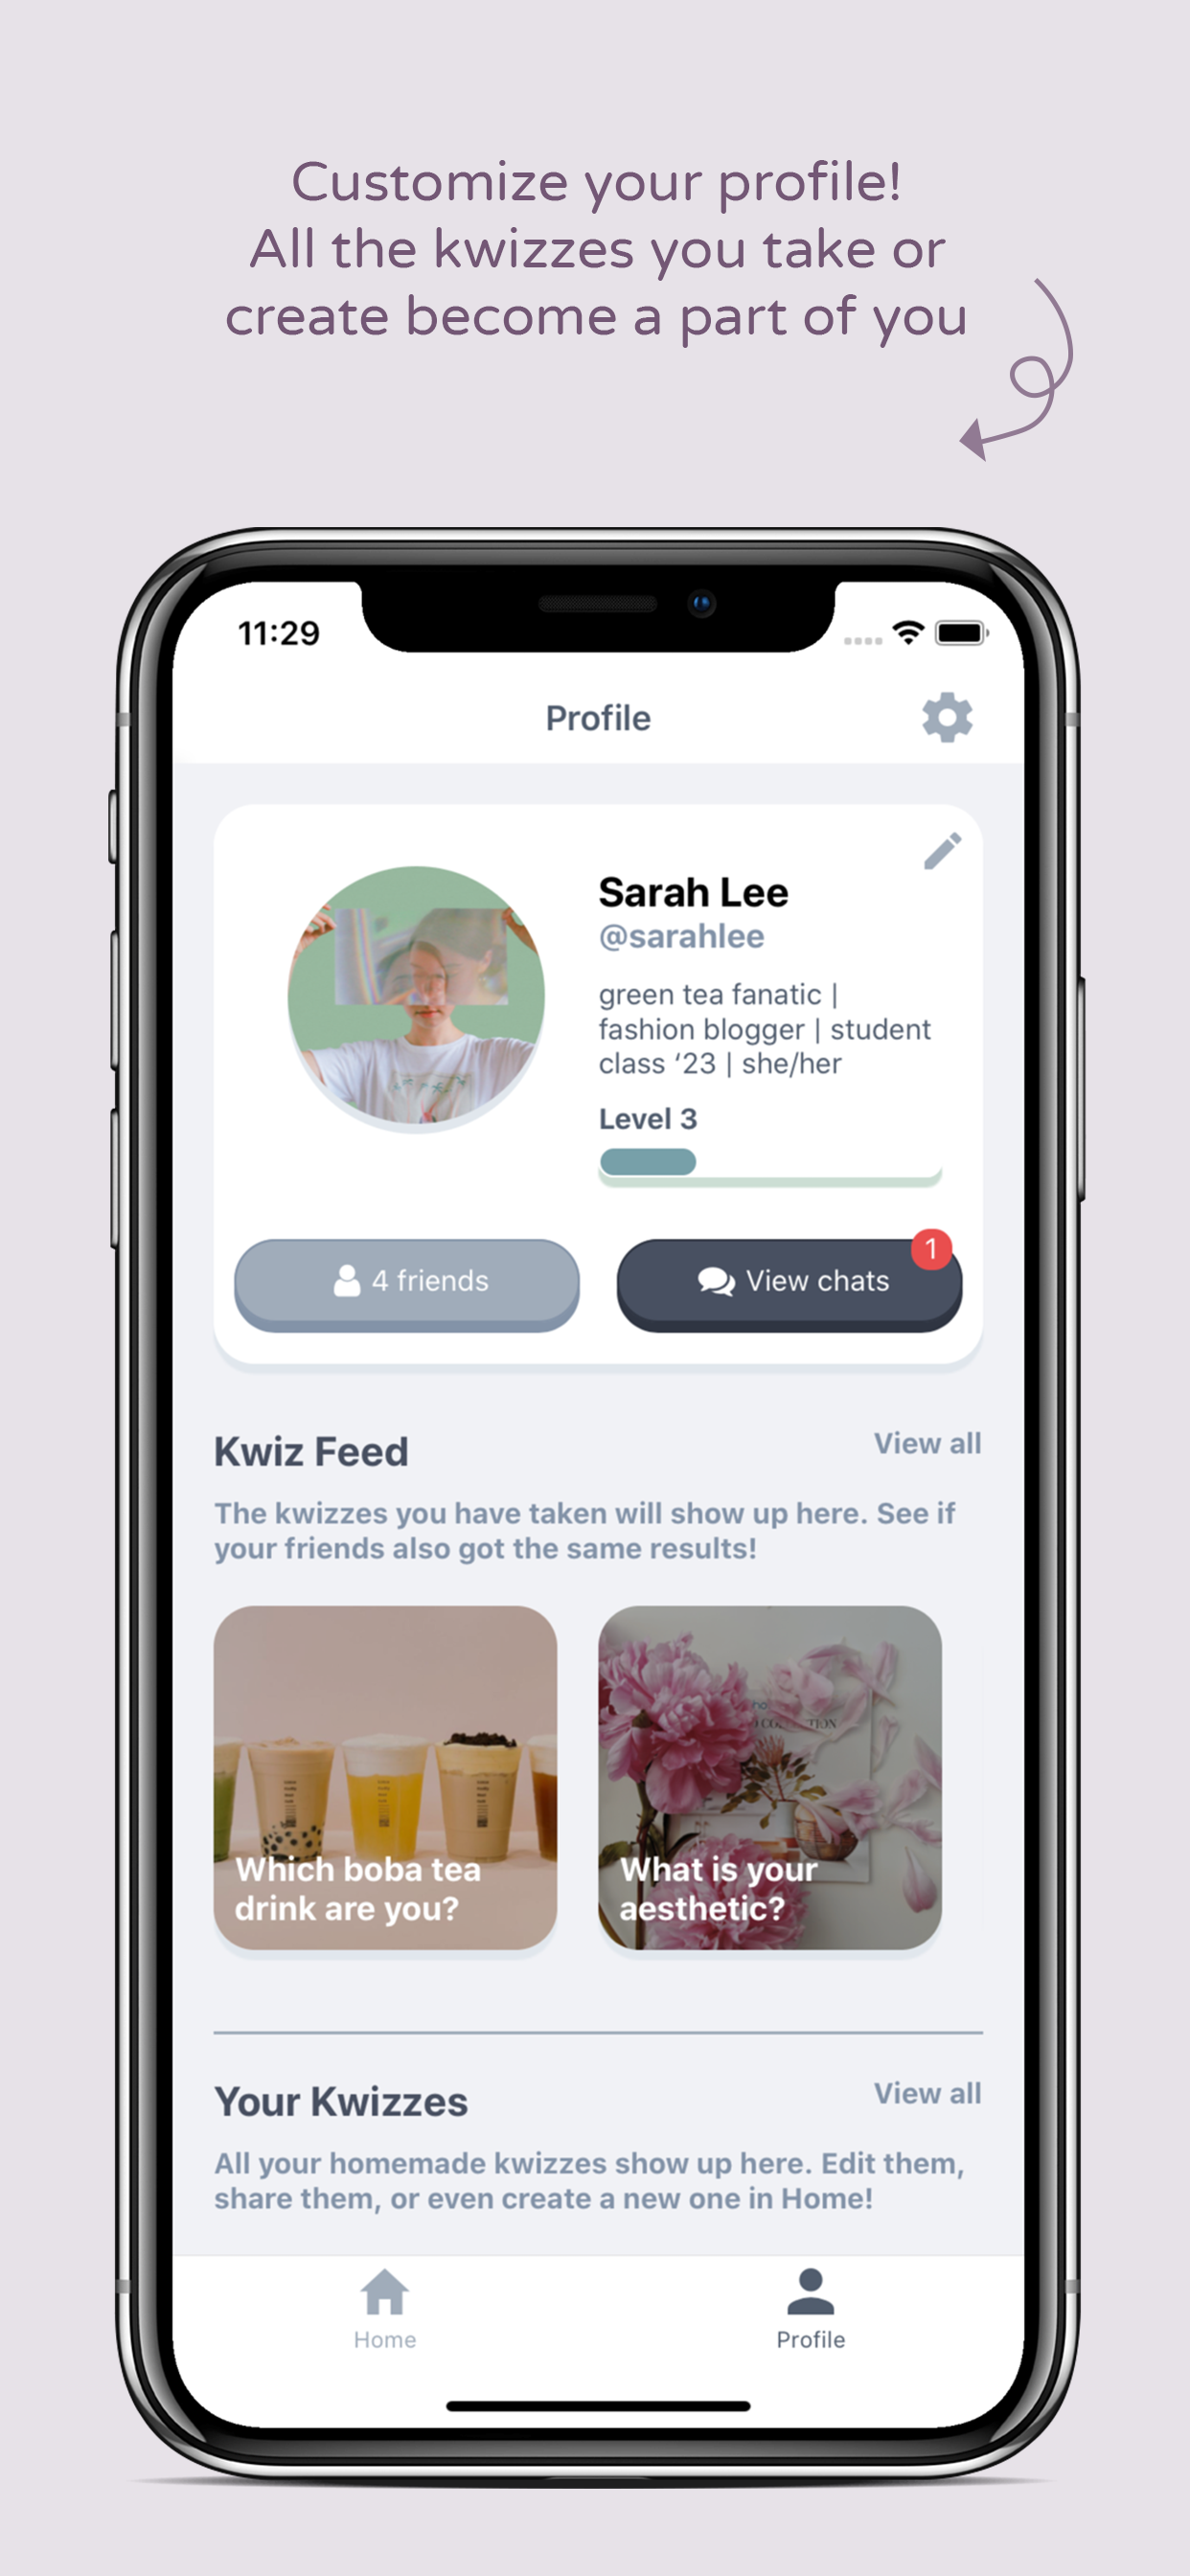 Customize your profile!
All the kwizzes you take or
create become a part of you
11:29
Profile
Sarah Lee
@sarahlee
green tea fanatic |
fashion blogger | student
class ‘23 | she/her
Level 3
4 friends
View chats
1
Kwiz Feed
View all
The kwizzes you have taken will show up here. See if
your friends also got the same results!
Which boba tea
drink are you?
What is your
aesthetic?
Your Kwizzes
View all
All your homemade kwizzes show up here. Edit them,
share them, or even create a new one in Home!
Home
Profile